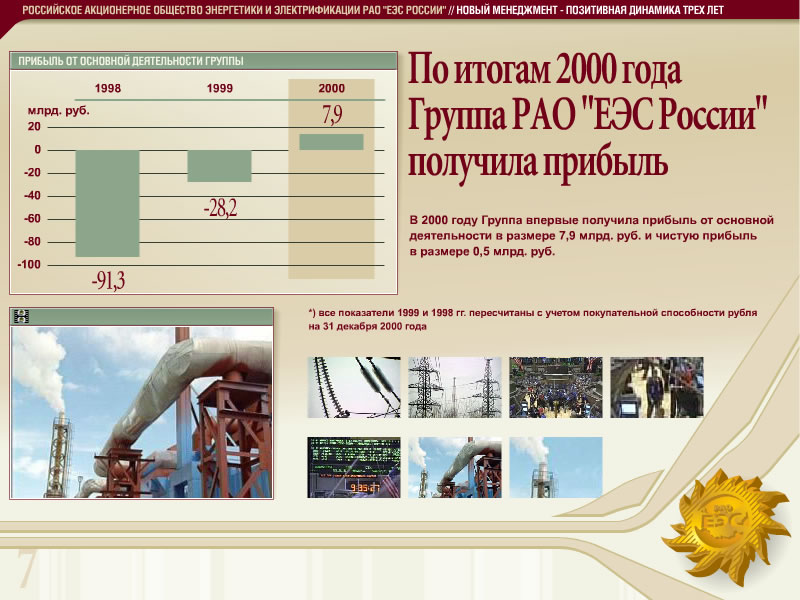 РОССИЙСКОЕ АКЦИОНЕРНОЕ ОБЩЕСТВО ЭНЕРГЕТИКИ И ЭЛЕКТРИФИКАЦИИ РАО "ЕЭС РОССИИ" // НОВЫЙ МЕНЕДЖМЕНТ - ПОЗИТИВНАЯ ДИНАМИКА ТРЕХ ЛЕТ
ПРИБЫЛЬ ОТ ОСНОВНОЙ ДЕЯТЕЛЬНОСТИ ГРУППЫ
1998 1999 2000
млрд. руб.
7,9
20
0
-20
-40
-28,2
-60
-80
-100
-91,3
По итогам 2000 года
Группа РАО "ЕЭС России"
получила прибыль
В 2000 году Группа впервые получила прибыль от основной
деятельности в размере 7,9 млрд. руб. и чистую прибыль
в размере 0,5 млрд. руб.
*) все показатели 1999 и 1998 гг. пересчитаны с учетом покупательной способности рубля
на 31 декабря 2000 года
РАО
ЕЭС
7